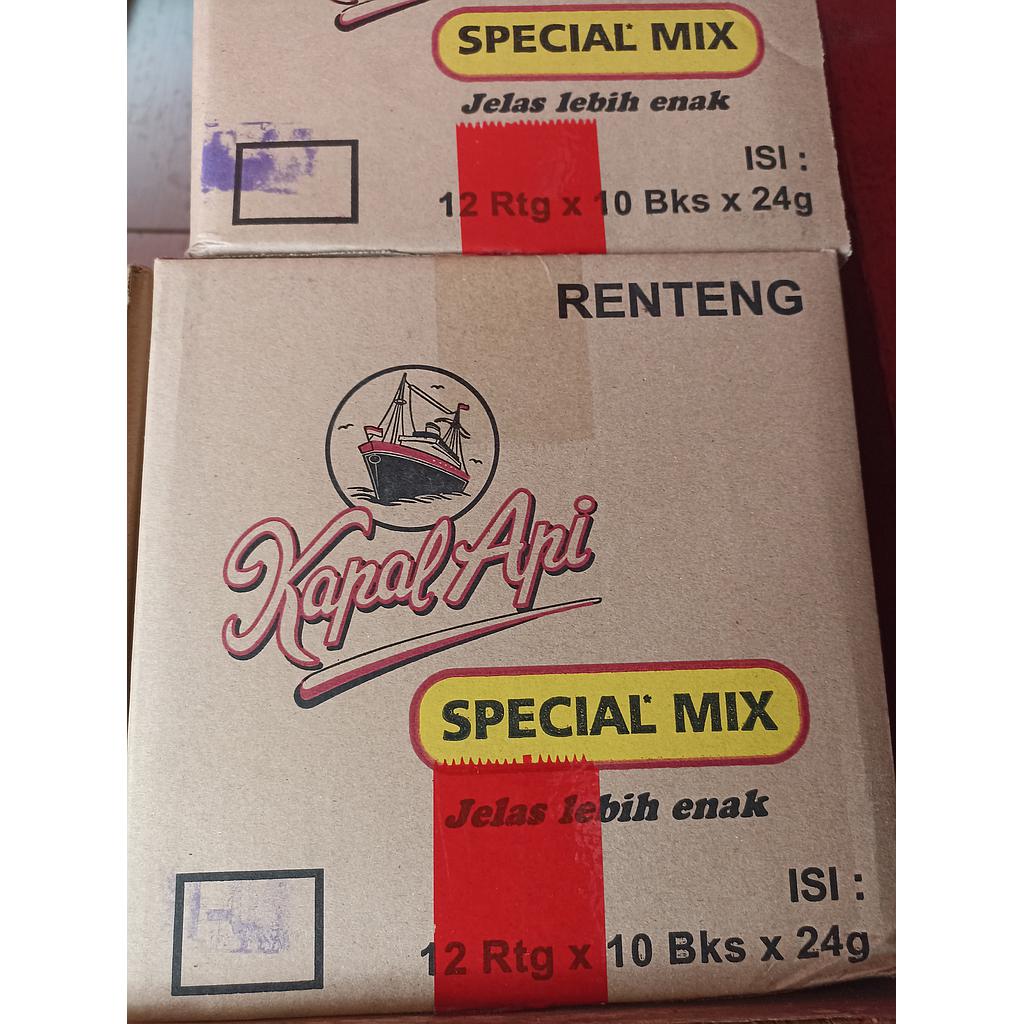 SPECIAL* MIX
Jelas lebih enak
ISI :
12 Rtg x 10 Bks x 24g
RENTENG
Kapal Api
SPECIAL* MIX
Jelas lebih enak
ISI :
12 Rtg x 10 Bks x 24g